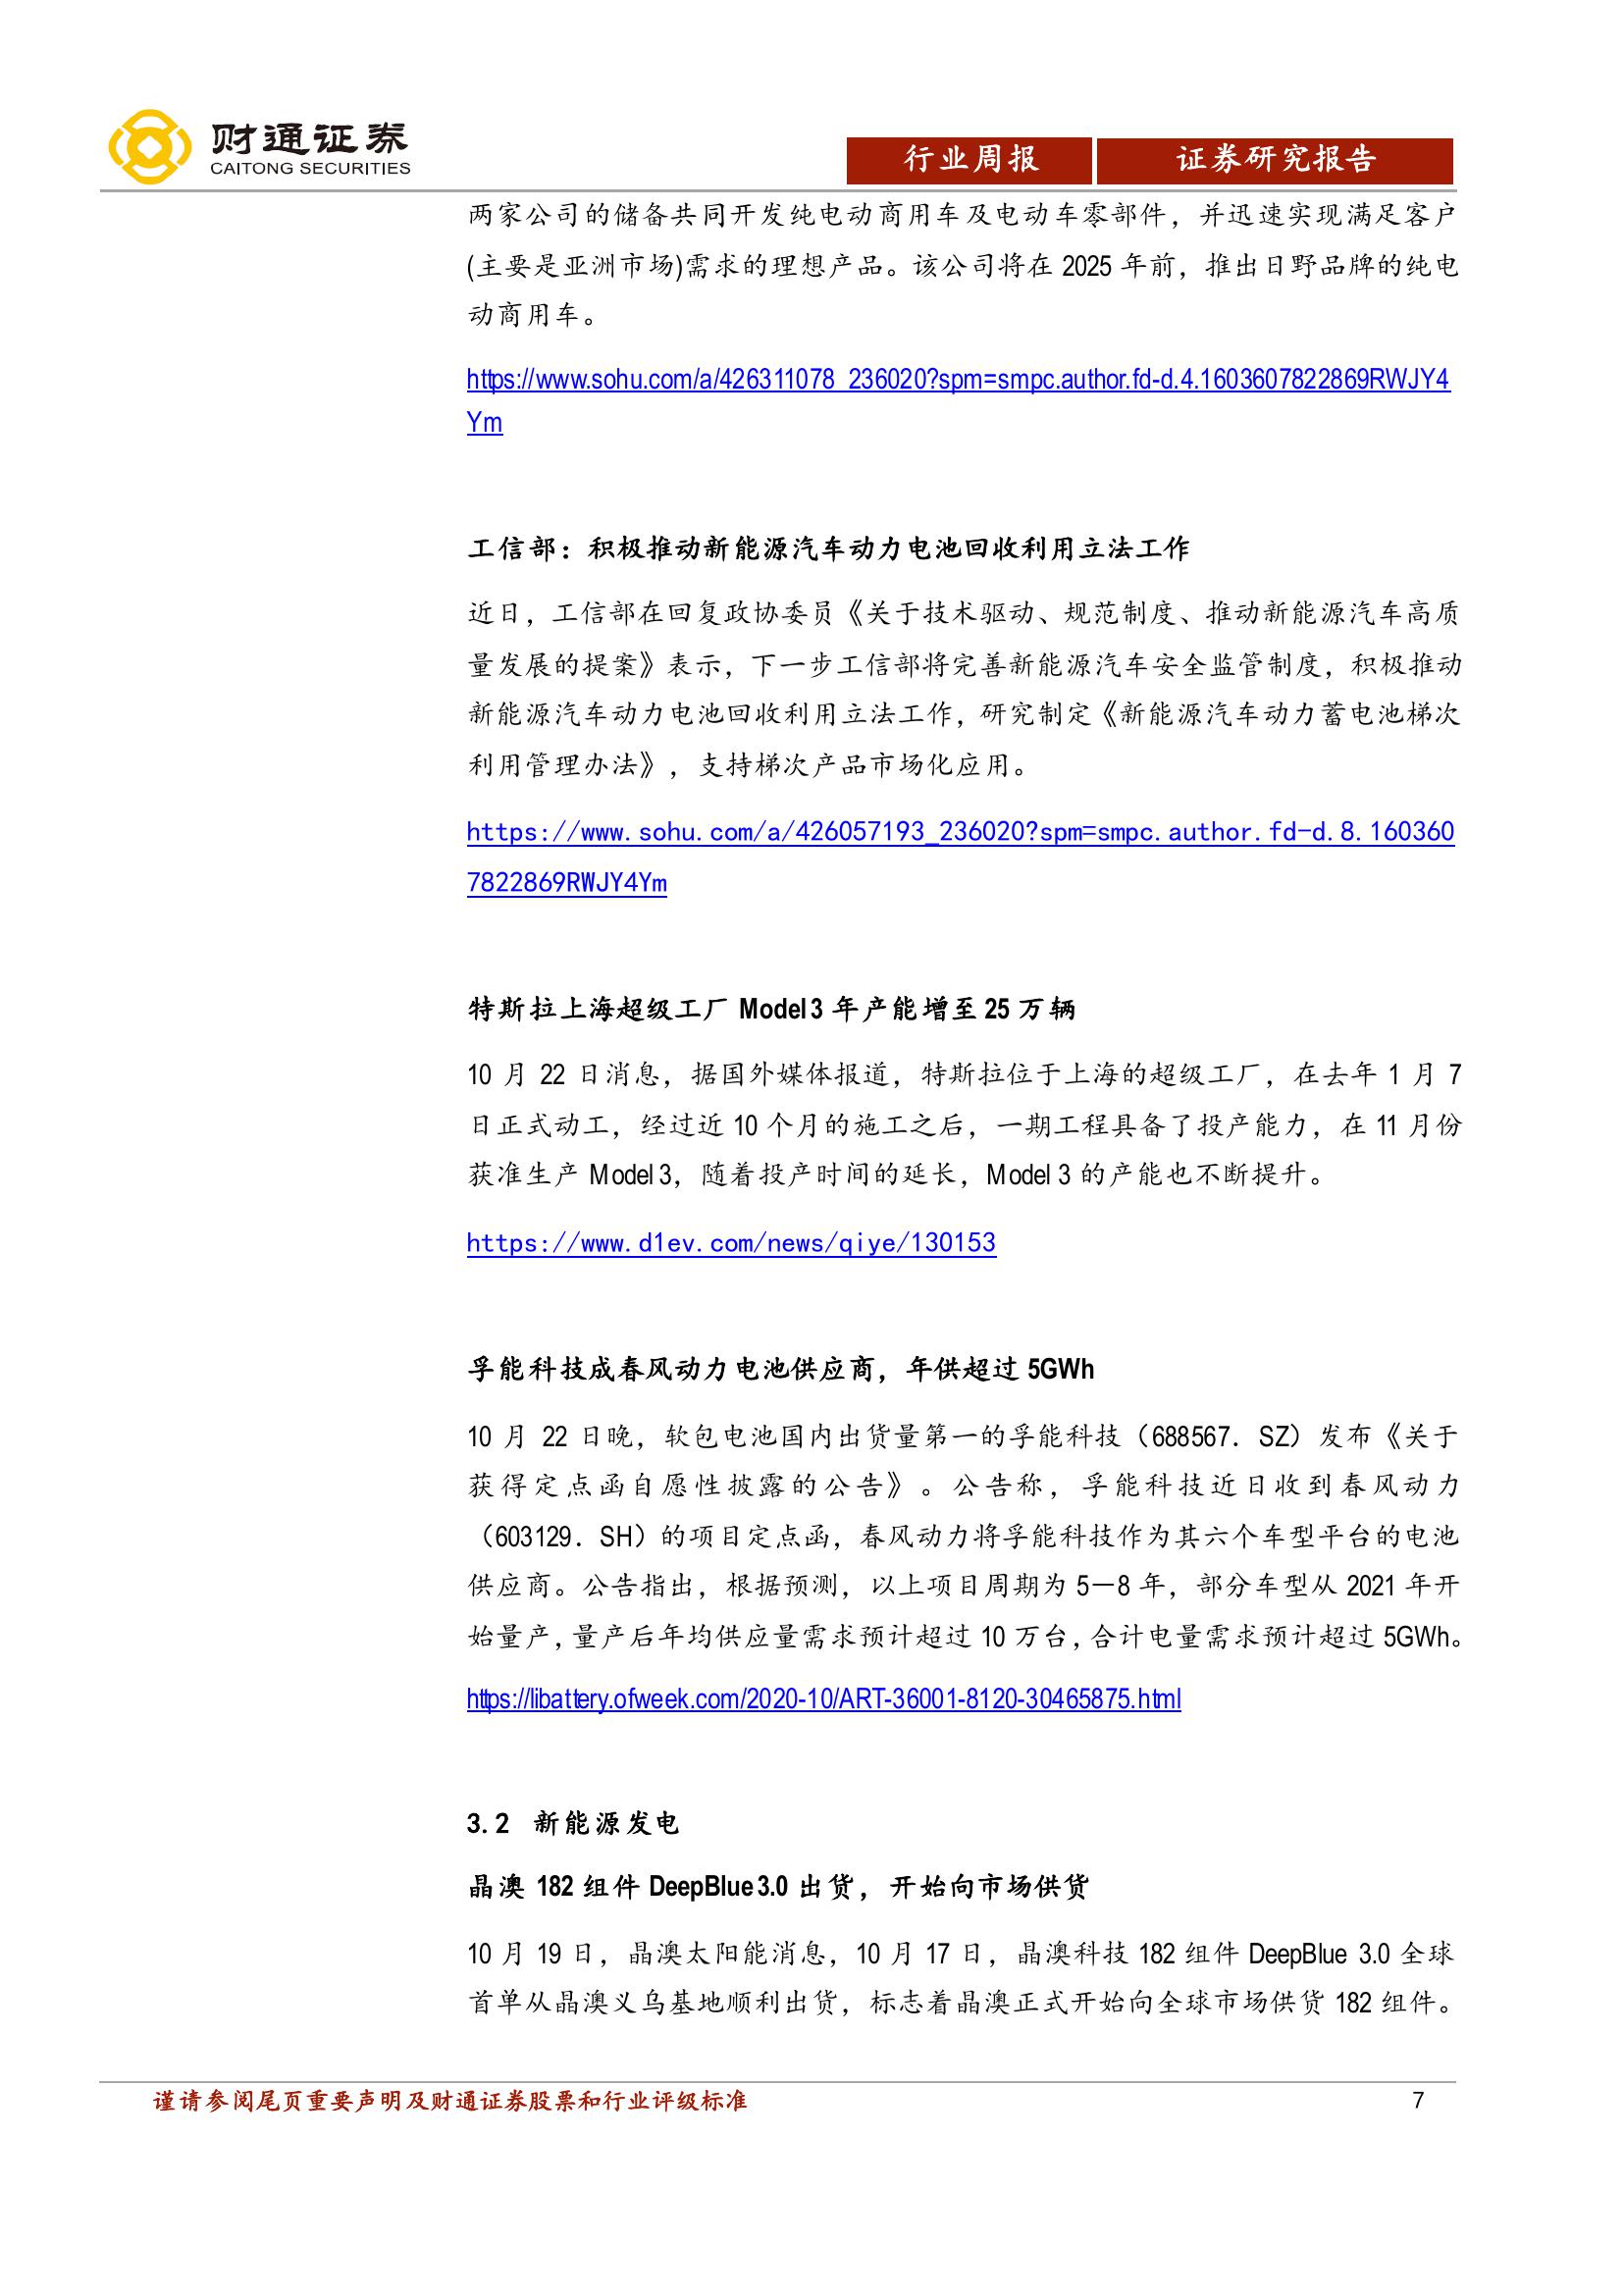 财通证券
CAITONG SECURITIES
行业周报
证券研究报告
两家公司的储备共同开发纯电动商用车及电动车零部件，并迅速实现满足客户
(主要是亚洲市场)需求的理想产品。该公司将在 2025 年前，推出日野品牌的纯电
动商用车。
https://www.sohu.com/a/426311078_236020?spm=smpc.author.fd-d.4.1603607822869RWJY4
Ym
工信部：积极推动新能源汽车动力电池回收利用立法工作
近日，工信部在回复政协委员《关于技术驱动、规范制度、推动新能源汽车高质
量发展的提案》表示，下一步工信部将完善新能源汽车安全监管制度，积极推动
新能源汽车动力电池回收利用立法工作，研究制定《新能源汽车动力蓄电池梯次
利用管理办法》，支持梯次产品市场化应用。
https://www.sohu.com/a/426057193_236020?spm=smpc.author.fd-d.8.160360
7822869RWJY4Ym
特斯拉上海超级工厂 Model 3 年产能增至 25 万辆
10 月 22 日消息，据国外媒体报道，特斯拉位于上海的超级工厂，在去年 1 月 7
日正式动工，经过近 10 个月的施工之后，一期工程具备了投产能力，在 11 月份
获准生产 Model 3，随着投产时间的延长，Model 3 的产能也不断提升。
https://www.d1ev.com/news/qiye/130153
孚能科技成春风动力电池供应商，年供超过 5GWh
10 月 22 日晚，软包电池国内出货量第一的孚能科技（688567．SZ）发布《关于
获得定点函自愿性披露的公告》。公告称，孚能科技近日收到春风动力
（603129．SH）的项目定点函，春风动力将孚能科技作为其六个车型平台的电池
供应商。公告指出，根据预测，以上项目周期为 5－8 年，部分车型从 2021 年开
始量产，量产后年均供应量需求预计超过 10 万台，合计电量需求预计超过 5GWh。
https://libattery.ofweek.com/2020-10/ART-36001-8120-30465875.html
3.2 新能源发电
晶澳 182 组件 DeepBlue 3.0 出货，开始向市场供货
10 月 19 日，晶澳太阳能消息，10 月 17 日，晶澳科技 182 组件 DeepBlue 3.0 全球
首单从晶澳义乌基地顺利出货，标志着晶澳正式开始向全球市场供货 182 组件。
谨请参阅尾页重要声明及财通证券股票和行业评级标准
7